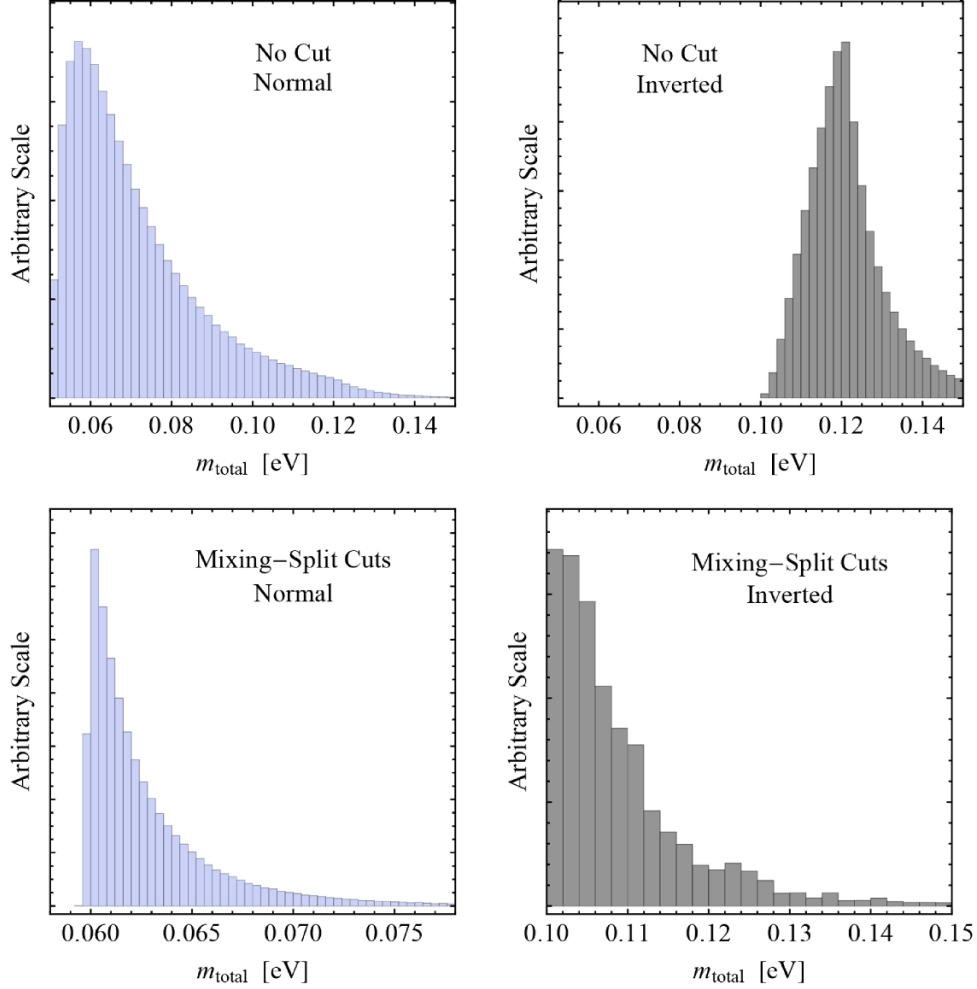 No Cut
Normal
Arbitrary Scale
0.06 0.08 0.10 0.12 0.14
m_total [eV]
No Cut
Inverted
Arbitrary Scale
0.06 0.08 0.10 0.12 0.14
m_total [eV]
Mixing−Split Cuts
Normal
Arbitrary Scale
0.060 0.065 0.070 0.075
m_total [eV]
Mixing−Split Cuts
Inverted
Arbitrary Scale
0.10 0.11 0.12 0.13 0.14 0.15
m_total [eV]